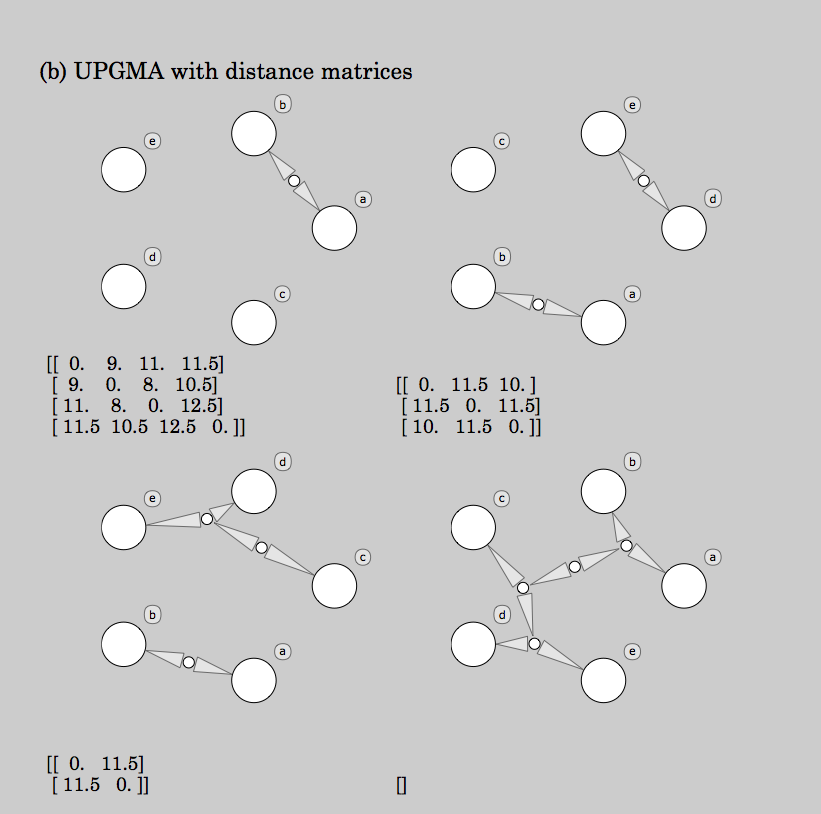 (b) UPGMA with distance matrices
b
e
a
d
c
e
c
d
b
a
[[ 0. 9. 11. 11.5]
[ 9. 0. 8. 10.5]
[ 11. 8. 0. 12.5]
[ 11.5 10.5 12.5 0. ]]
[[ 0. 11.5 10. ]
[ 11.5 0. 11.5]
[ 10. 11.5 0. ]]
d
e
c
b
a
b
c
a
d
e
[[ 0. 11.5]
[ 11.5 0. ]]
[]